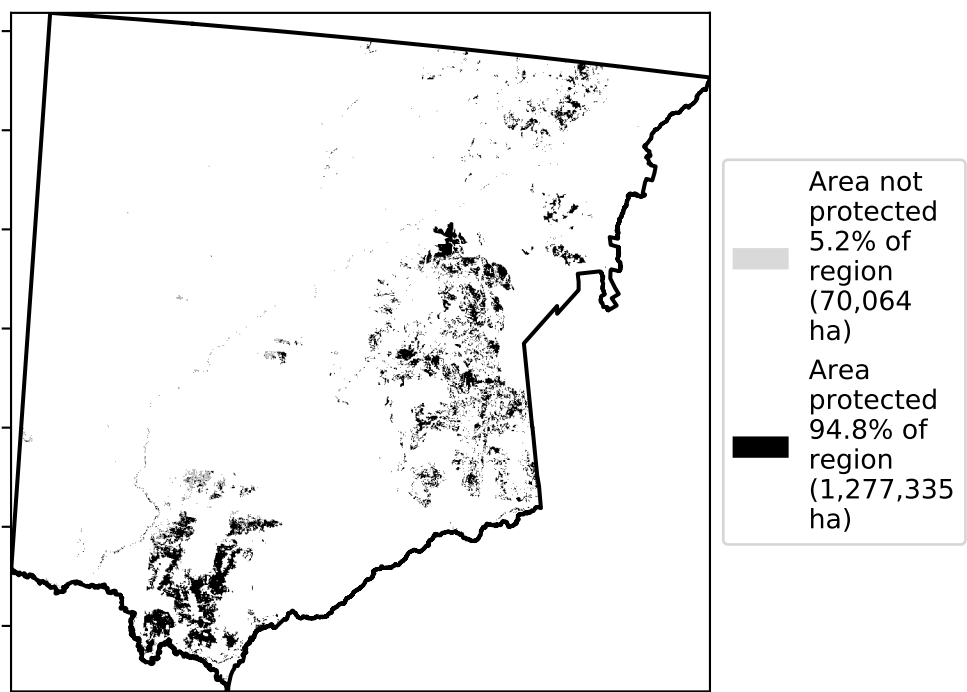 Area not
protected
5.2% of
region
(70,064
ha)
Area
protected
94.8% of
region
(1,277,335
ha)